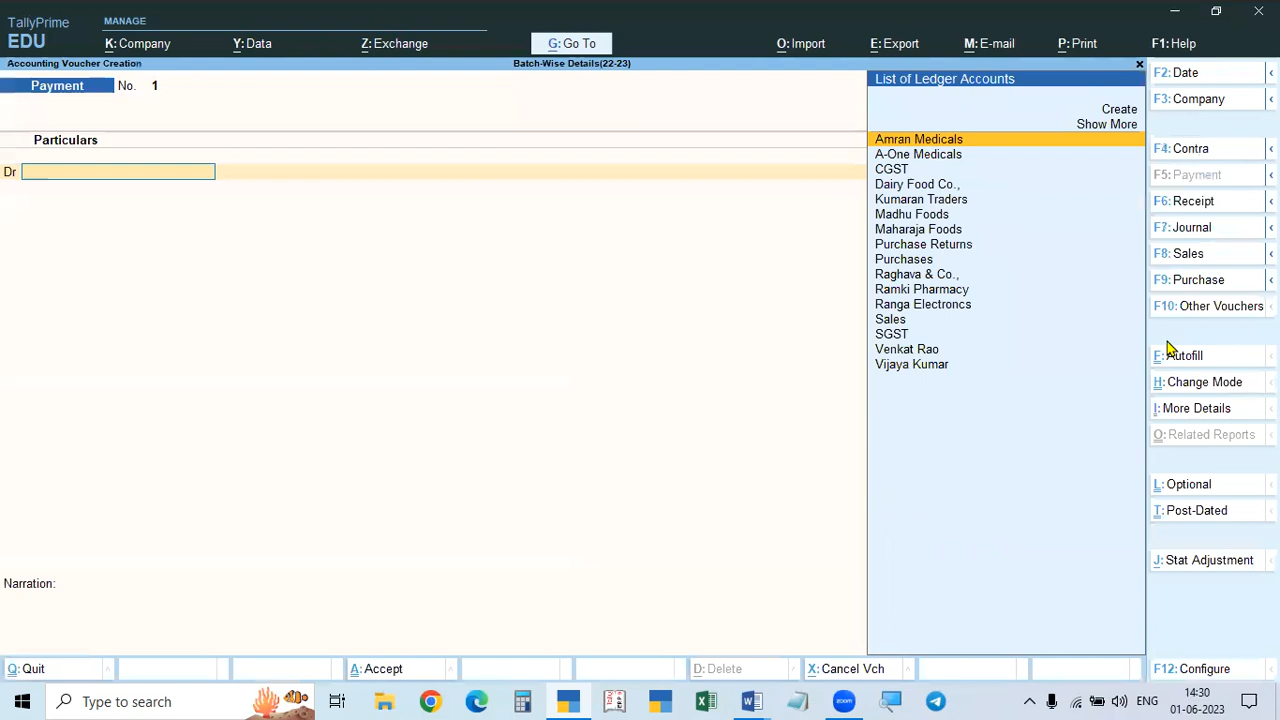 TallyPrime
EDU
MANAGE
K: Company
Y: Data
Z: Exchange
G: Go To
O: Import
E: Export
M: E-mail
P: Print
F1: Help
Accounting Voucher Creation
Batch-Wise Details(22-23)
Payment No. 1
Particulars
Dr
Narration:
List of Ledger Accounts
Create
Show More
Amran Medicals
A-One Medicals
CGST
Dairy Food Co.,
Kumaran Traders
Madhu Foods
Maharaja Foods
Purchase Returns
Purchases
Raghava & Co.,
Ramki Pharmacy
Ranga Electroncs
Sales
SGST
Venkat Rao
Vijaya Kumar
F2: Date
F3: Company
F4: Contra
F5: Payment
F6: Receipt
F7: Journal
F8: Sales
F9: Purchase
F10: Other Vouchers
F: Autofill
H: Change Mode
I: More Details
O: Related Reports
L: Optional
T: Post-Dated
J: Stat Adjustment
Q: Quit
A: Accept
D: Delete
X: Cancel Vch
F12: Configure
Type to search
zoom
ENG
14:30
01-06-2023